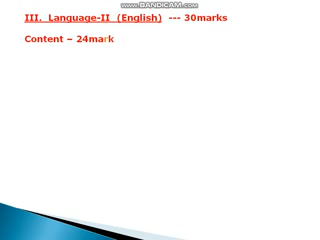 www.BANDICAM.com
III. Language-II (English) --- 30marks
Content – 24mark